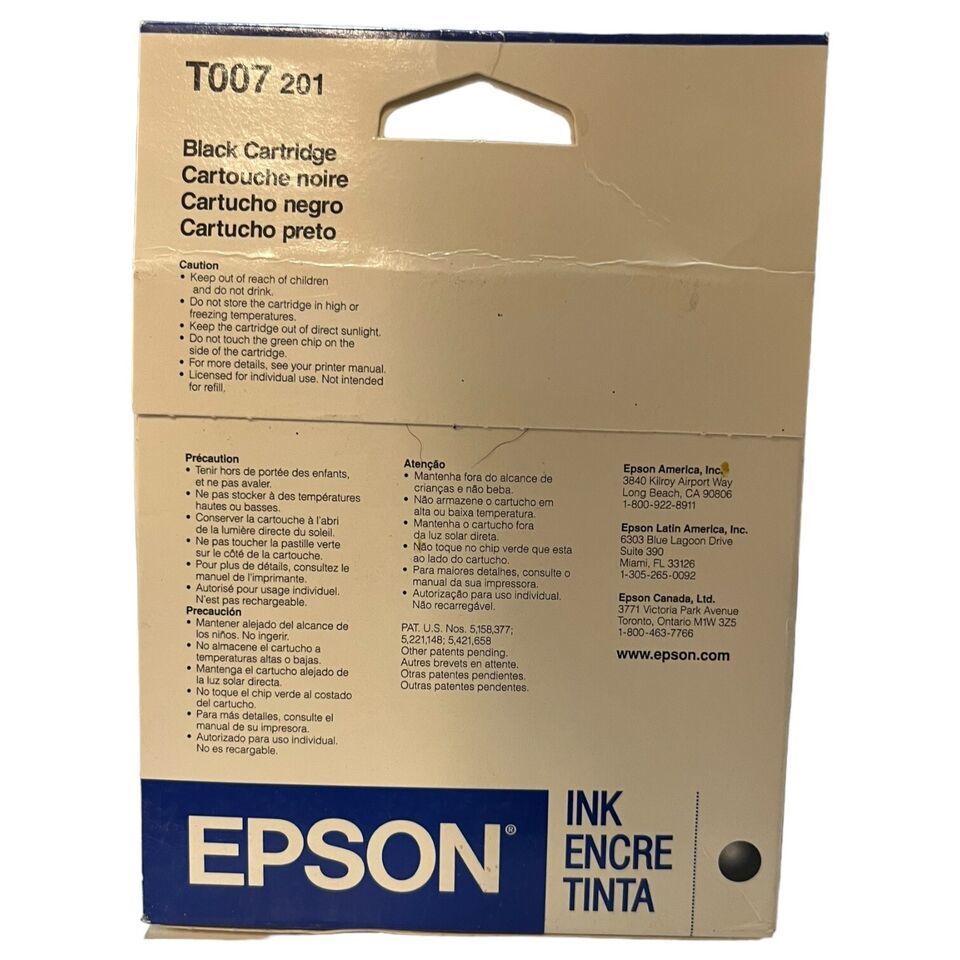 T007 201
Black Cartridge
Cartouche noire
Cartucho negro
Cartucho preto
Caution
• Keep out of reach of children
and do not drink.
• Do not store the cartridge in high or
freezing temperatures.
• Keep the cartridge out of direct sunlight.
• Do not touch the green chip on the
side of the cartridge.
• For more details, see your printer manual.
• Licensed for individual use. Not intended
for refill.
Précaution
• Tenir hors de portée des enfants,
et ne pas avaler.
• Ne pas stocker à des températures
hautes ou basses.
• Conserver la cartouche à l'abri
de la lumière directe du soleil.
• Ne pas toucher la pastille verte
sur le côté de la cartouche.
• Pour plus de détails, consultez le
manuel de l'imprimante.
• Autorisé pour usage individuel.
N'est pas rechargeable.
Precaución
• Mantener alejado del alcance de
los niños. No ingerir.
• No almacene el cartucho a
temperaturas altas o bajas.
• Mantenga el cartucho alejado de
la luz solar directa.
• No toque el chip verde al costado
del cartucho.
• Para más detalles, consulte el
manual de su impresora.
• Autorizado para uso individual.
No es recargable.
Atenção
• Mantenha fora do alcance de
crianças e não beba.
• Não armazene o cartucho em
alta ou baixa temperatura.
• Mantenha o cartucho fora
da luz solar direta.
• Não toque no chip verde que esta
ao lado do cartucho.
• Para maiores detalhes, consulte o
manual da sua impressora.
• Autorização para uso individual.
Não recarregável.
PAT. U.S. Nos. 5,158,377;
5,221,148; 5,421,658
Other patents pending.
Autres brevets en attente.
Otras patentes pendientes.
Outras patentes pendentes.
Epson America, Inc.
3840 Kilroy Airport Way
Long Beach, CA 90806
1-800-922-8911
Epson Latin America, Inc.
6303 Blue Lagoon Drive
Suite 390
Miami, FL 33126
1-305-265-0092
Epson Canada, Ltd.
3771 Victoria Park Avenue
Toronto, Ontario M1W 3Z5
1-800-463-7766
www.epson.com
EPSON®
INK
ENCRE
TINTA